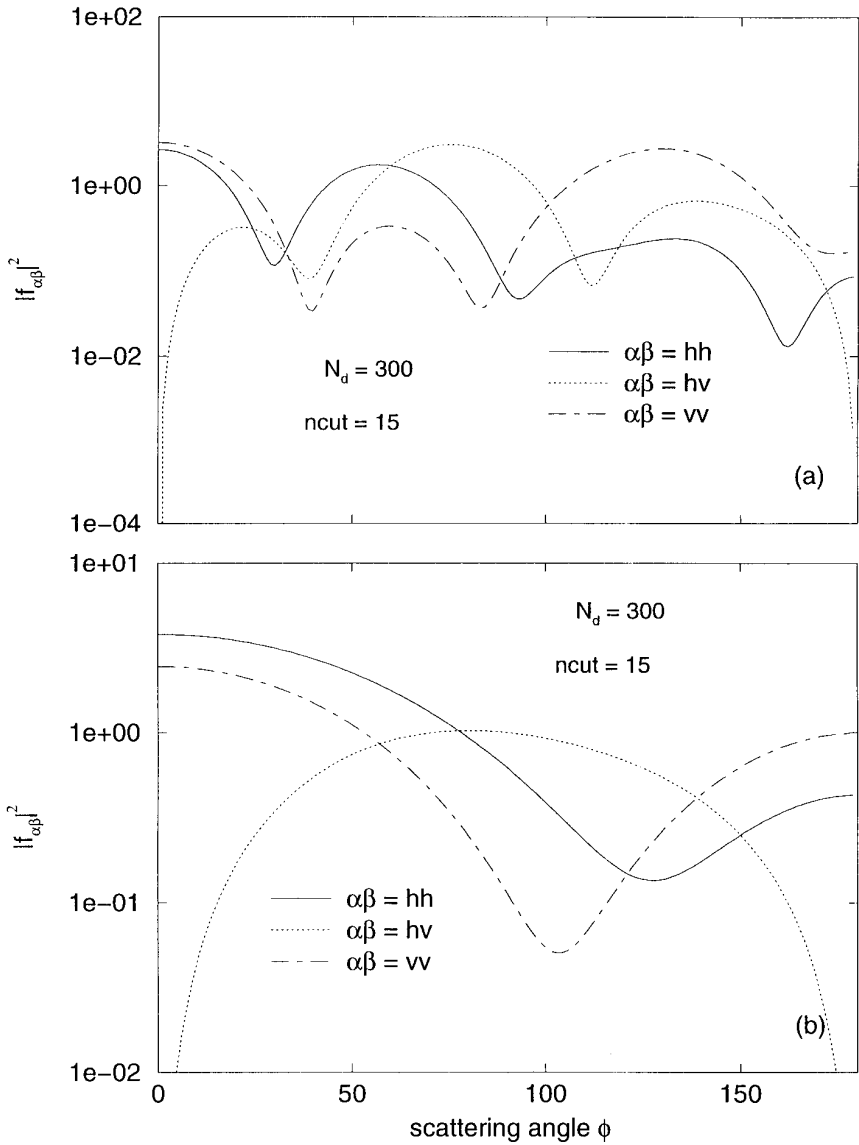 1e+02
1e+00
1e-02
1e-04
|f_αβ|²
N_d = 300
ncut = 15
αβ = hh
αβ = hv
αβ = vv
(a)
1e+01
1e+00
1e-01
1e-02
|f_αβ|²
N_d = 300
ncut = 15
αβ = hh
αβ = hv
αβ = vv
(b)
0 50 100 150
scattering angle ϕ